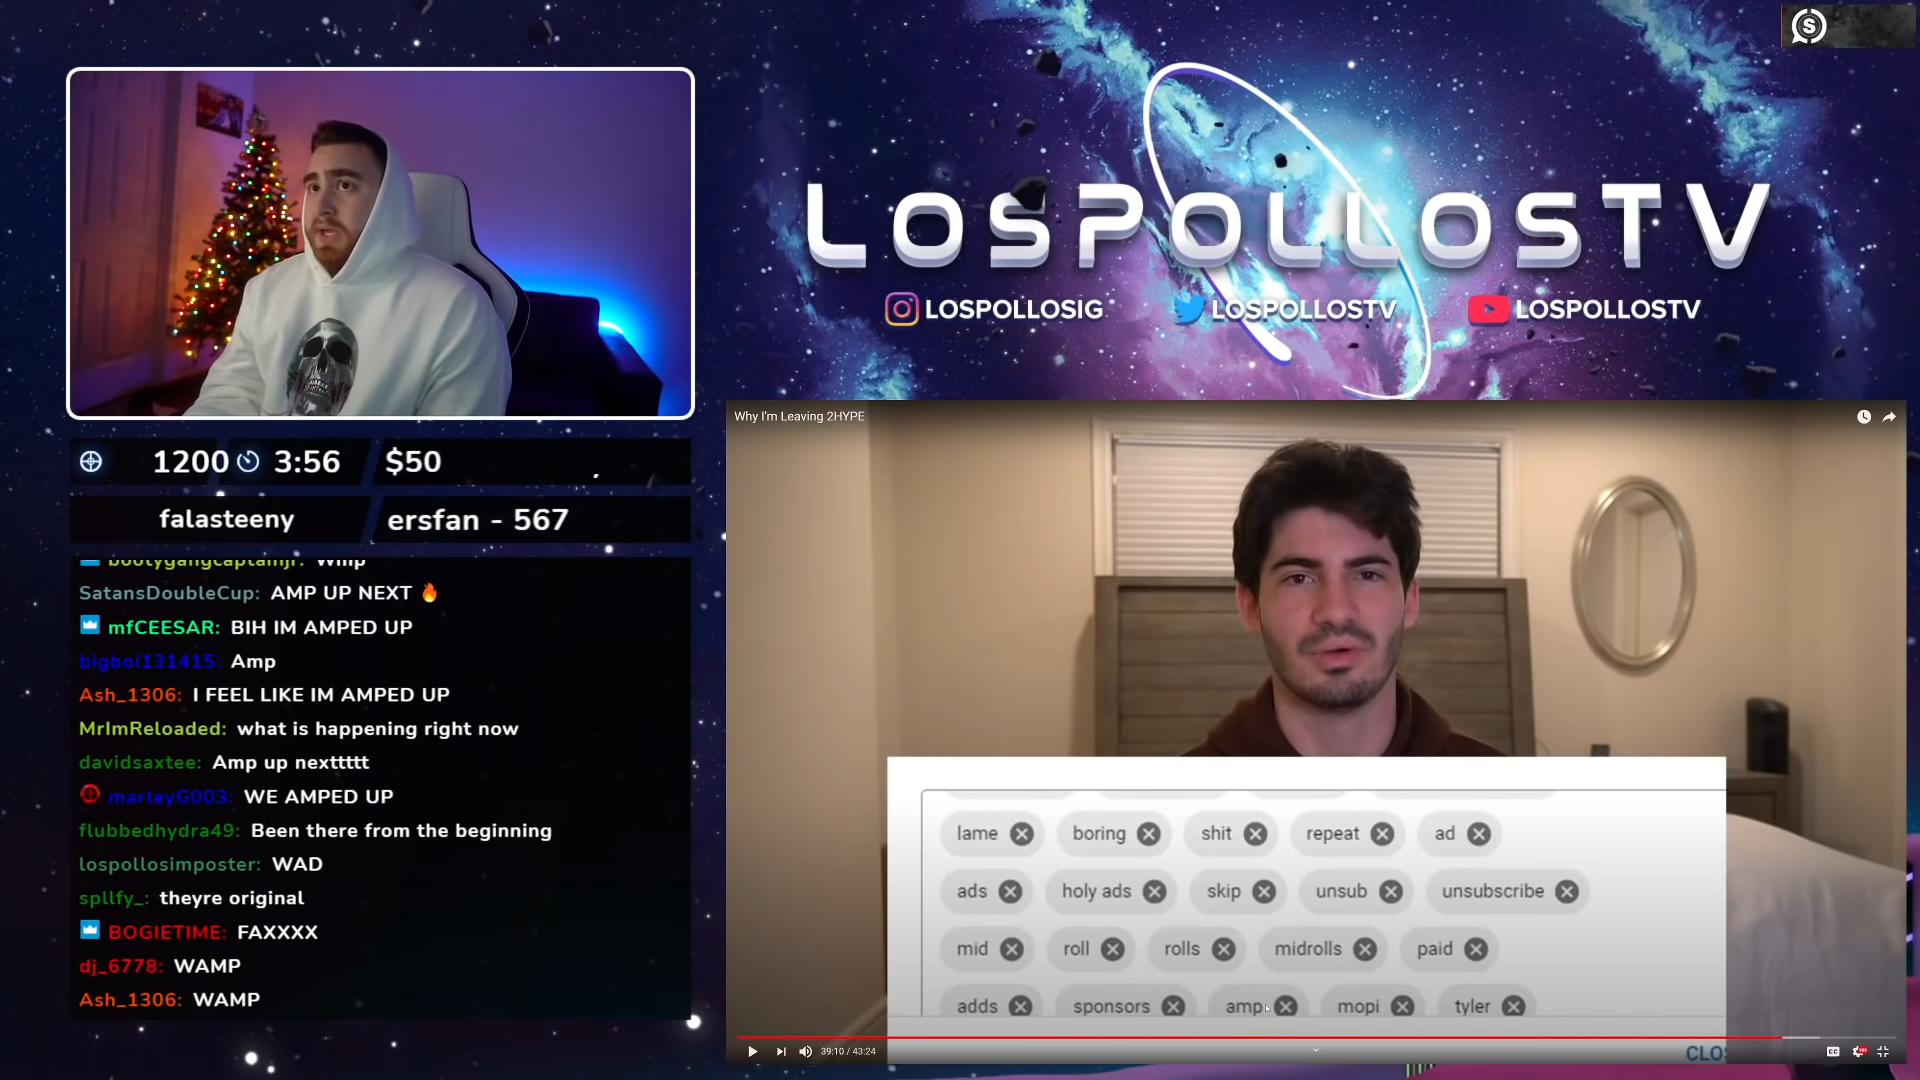 LOSPOLLOSTV
LOSPOLLOSIG
LOSPOLLOSTV
LOSPOLLOSTV
1200
3:56
$50
falasteeny
ersfan - 567
bootygangcaptainjr: Wmp
SatansDoubleCup: AMP UP NEXT 🔥
mfCEESAR: BIH IM AMPED UP
bigboi131415: Amp
Ash_1306: I FEEL LIKE IM AMPED UP
MrImReloaded: what is happening right now
davidsaxtee: Amp up nexttttt
marleyG003: WE AMPED UP
flubbedhydra49: Been there from the beginning
lospollosimposter: WAD
spllfy_: theyre original
BOGIETIME: FAXXXX
dj_6778: WAMP
Ash_1306: WAMP
Why I'm Leaving 2HYPE
lame boring shit repeat ad
ads holy ads skip unsub unsubscribe
mid roll rolls midrolls paid
adds sponsors amp mopi tyler
CLOS
39:10 / 43:24